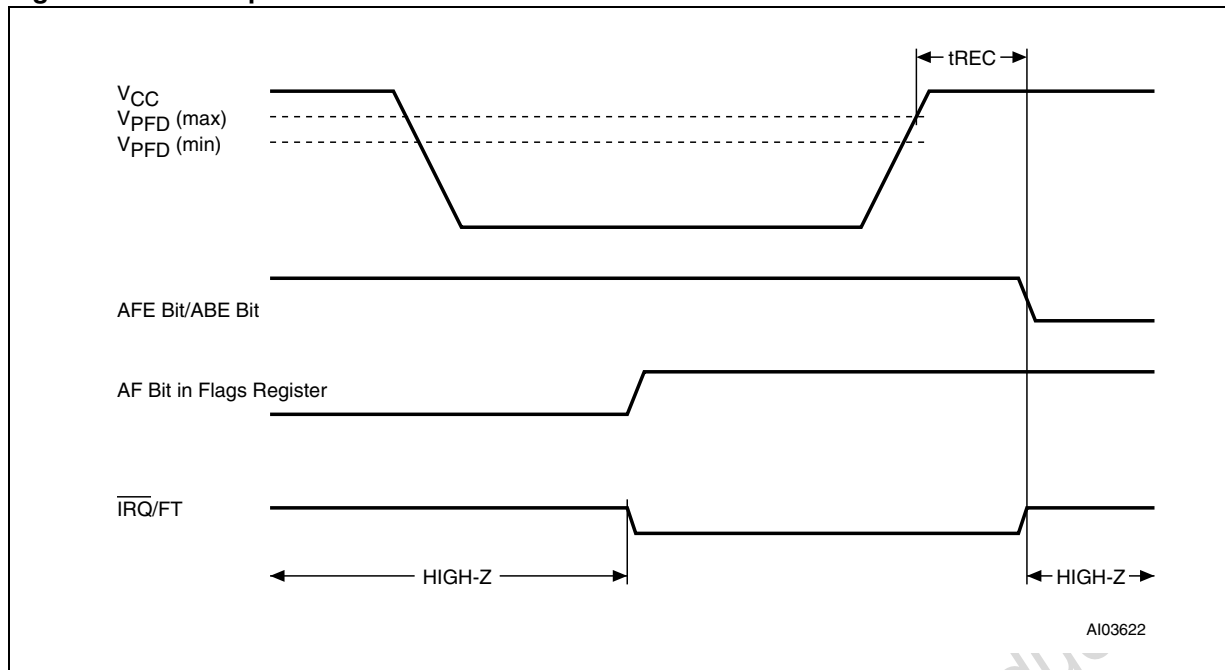 tREC
VCC
VPFD (max)
VPFD (min)
AFE Bit/ABE Bit
AF Bit in Flags Register
IRQ/FT
HIGH-Z
HIGH-Z
AI03622